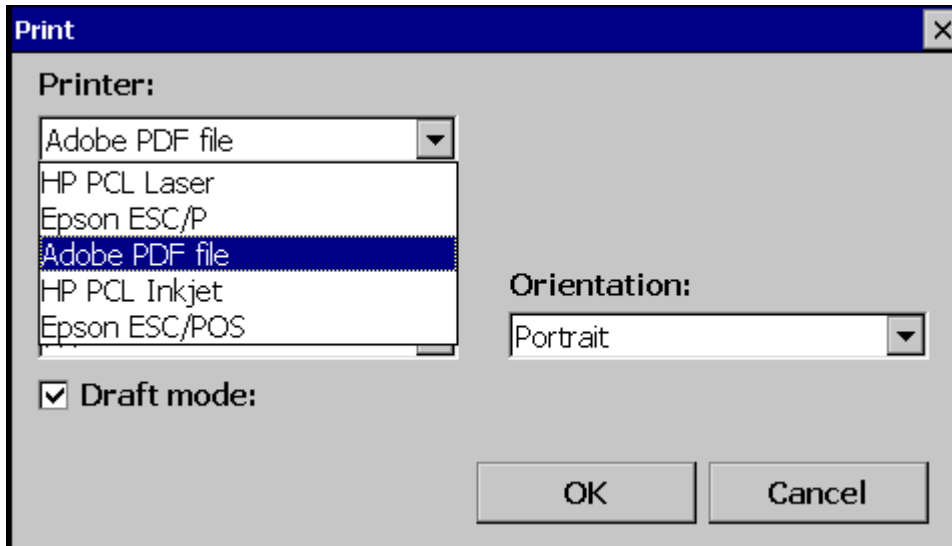 Print
Printer:
Adobe PDF file
HP PCL Laser
Epson ESC/P
Adobe PDF file
HP PCL Inkjet
Epson ESC/POS
Orientation:
Portrait
Draft mode:
OK Cancel